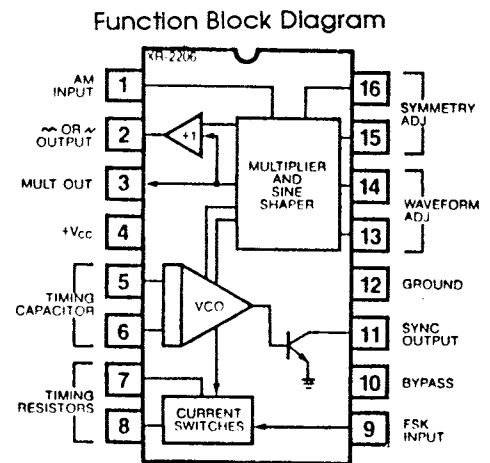 Function Block Diagram
XR-2206
AM
INPUT
1
OR
OUTPUT
2
MULT OUT
3
+VCC
4
TIMING
CAPACITOR
5
6
TIMING
RESISTORS
7
8
+1
MULTIPLIER
AND
SINE
SHAPER
VCO
CURRENT
SWITCHES
16
15
SYMMETRY
ADJ
14
13
WAVEFORM
ADJ
12
GROUND
11
SYNC
OUTPUT
10
BYPASS
9
FSK
INPUT